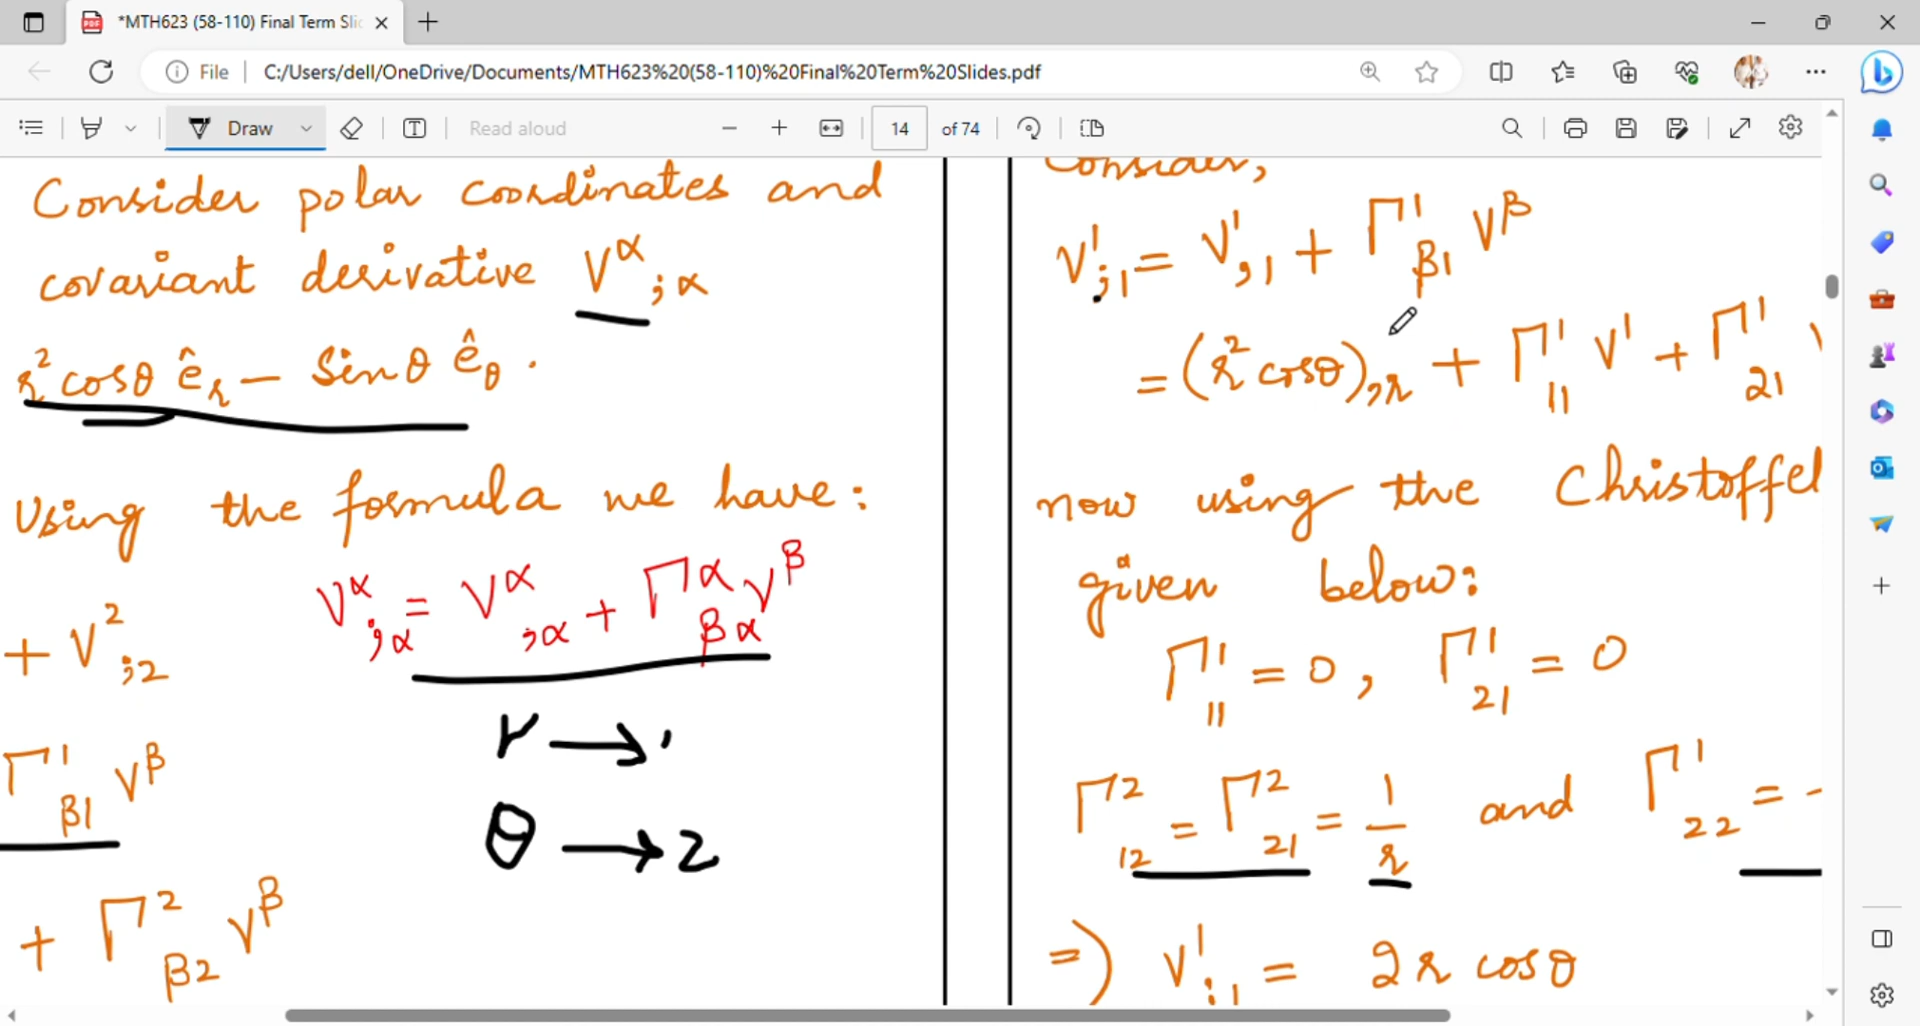 *MTH623 (58-110) Final Term Slic
File
C:/Users/dell/OneDrive/Documents/MTH623%20(58-110)%20Final%20Term%20Slides.pdf
Draw
Read aloud
14 of 74
Consider polar coordinates and
covariant derivative V^α_;α
r² cosθ ê_r − Sinθ ê_θ .
Using the formula we have:
V^α_;α = V^α_,α + Γ^α_βα V^β
+ V²_;2
r → 1
Γ¹_β1 V^β
θ → 2
+ Γ²_β2 V^β
Consider,
V¹_;1 = V¹_,1 + Γ¹_β1 V^β
= (r² cosθ)_,r + Γ¹_11 V¹ + Γ¹_21
now using the Christoffel
given below:
Γ¹_11 = 0 , Γ¹_21 = 0
Γ²_12 = Γ²_21 = 1/r and Γ¹_22 = -
⇒) V¹_;1 = 2r cosθ